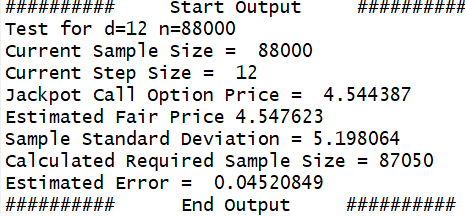 ##########     Start Output     ##########
Test for d=12 n=88000
Current Sample Size =  88000
Current Step Size =  12
Jackpot Call Option Price =  4.544387
Estimated Fair Price 4.547623
Sample Standard Deviation = 5.198064
Calculated Required Sample Size = 87050
Estimated Error =  0.04520849
##########      End Output     ##########